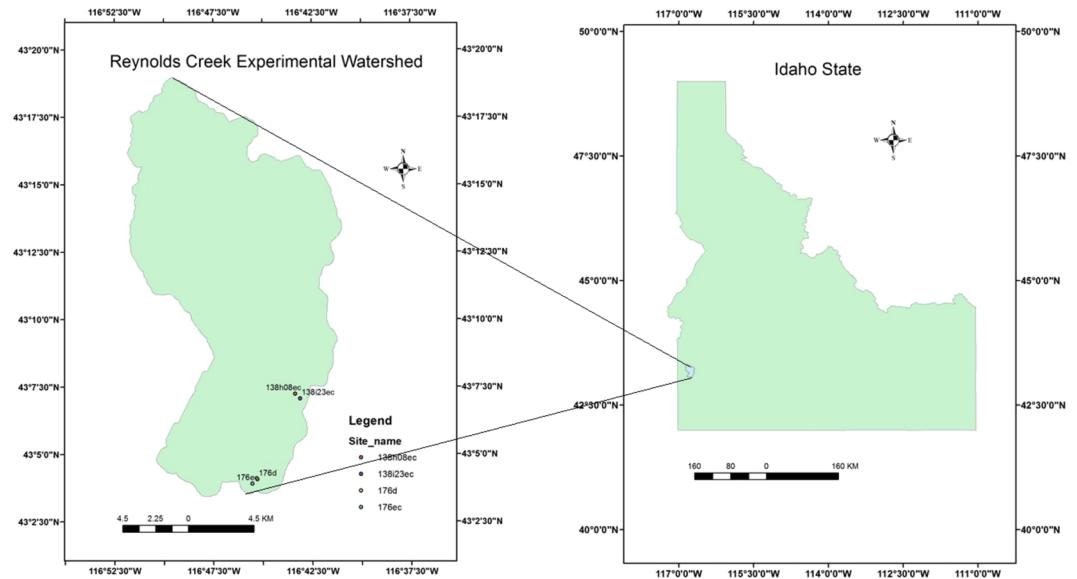 116°52'30"W 116°47'30"W 116°42'30"W 116°37'30"W
117°0'0"W 115°30'0"W 114°0'0"W 112°30'0"W 111°0'0"W
Reynolds Creek Experimental Watershed
Idaho State
43°20'0"N 43°20'0"N
43°17'30"N 43°17'30"N
43°15'0"N 43°15'0"N
43°12'30"N 43°12'30"N
43°10'0"N 43°10'0"N
43°7'30"N 43°7'30"N
43°5'0"N 43°5'0"N
43°2'30"N 43°2'30"N
N
W E
S
138h08ec
138i23ec
176ec 176d
Legend
Site_name
138h08ec
138i23ec
176d
176ec
4.5 2.25 0 4.5 KM
116°52'30"W 116°47'30"W 116°42'30"W 116°37'30"W
50°0'0"N 50°0'0"N
47°30'0"N 47°30'0"N
45°0'0"N 45°0'0"N
42°30'0"N 42°30'0"N
40°0'0"N 40°0'0"N
N
W E
S
160 80 0 160 KM
117°0'0"W 115°30'0"W 114°0'0"W 112°30'0"W 111°0'0"W